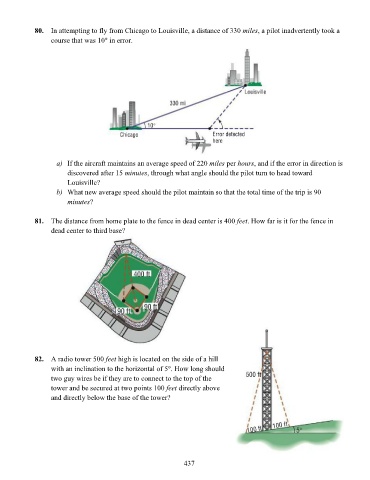 80. In attempting to fly from Chicago to Louisville, a distance of 330 miles, a pilot inadvertently took a
course that was 10° in error.
Louisville
330 mi
10°
Chicago
Error detected
here
a) If the aircraft maintains an average speed of 220 miles per hours, and if the error in direction is
discovered after 15 minutes, through what angle should the pilot turn to head toward
Louisville?
b) What new average speed should the pilot maintain so that the total time of the trip is 90
minutes?
81. The distance from home plate to the fence in dead center is 400 feet. How far is it for the fence in
dead center to third base?
400 ft
90 ft
90 ft
82. A radio tower 500 feet high is located on the side of a hill
with an inclination to the horizontal of 5°. How long should
two guy wires be if they are to connect to the top of the
tower and be secured at two points 100 feet directly above
and directly below the base of the tower?
500 ft
100 ft
100 ft
5°
437